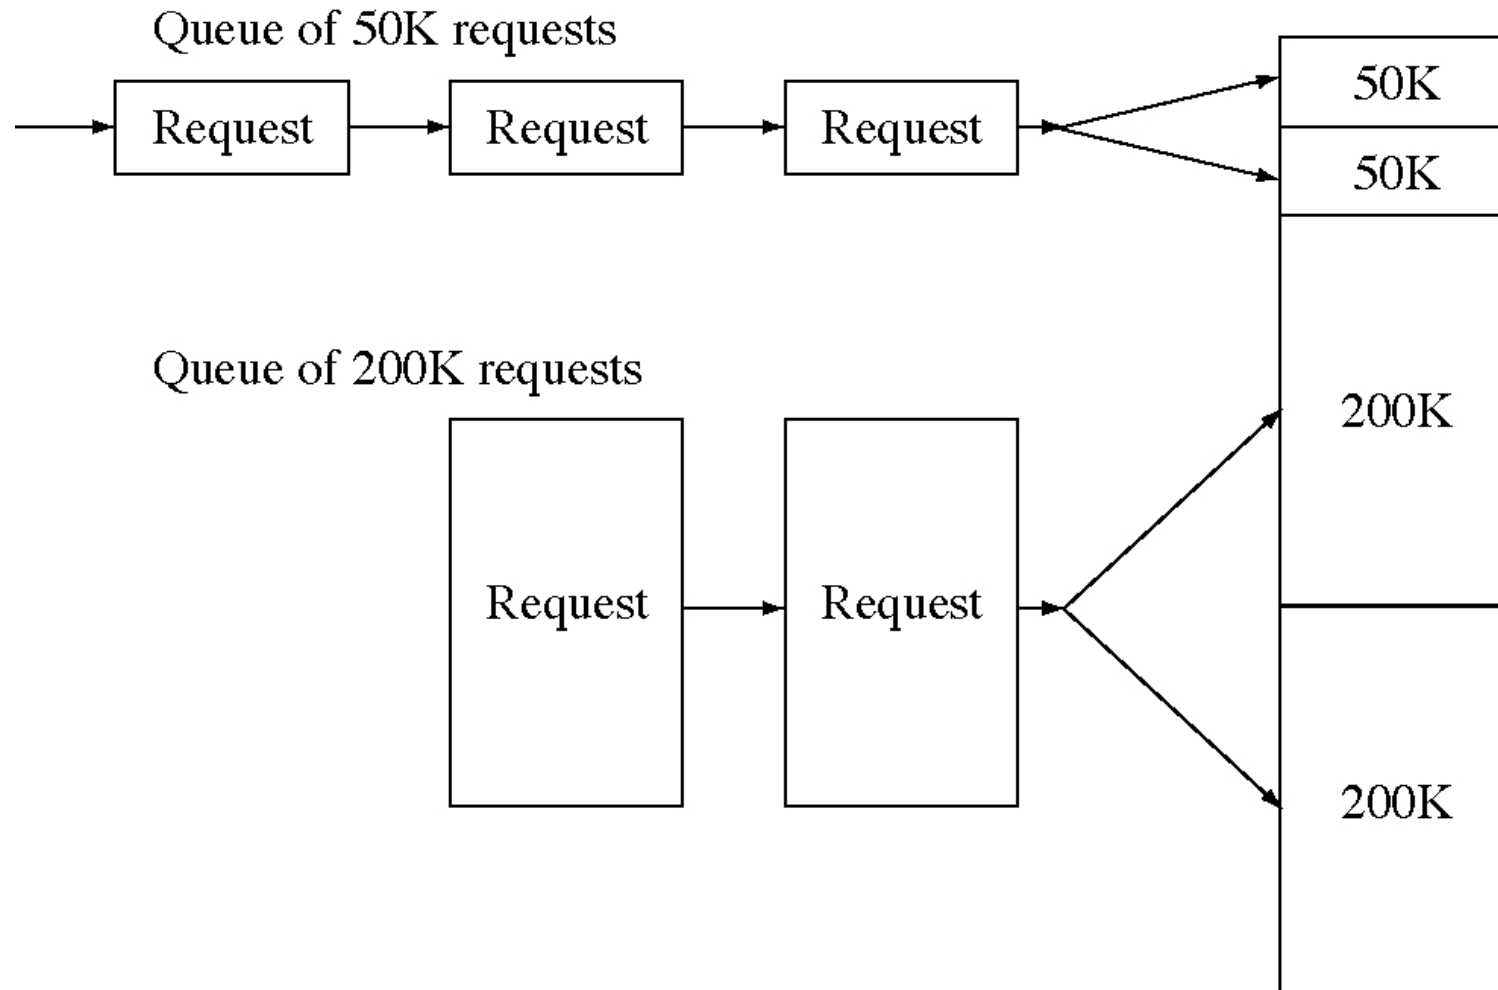 Queue of 50K requests
Request
Request
Request
50K
50K
Queue of 200K requests
Request
Request
200K
200K